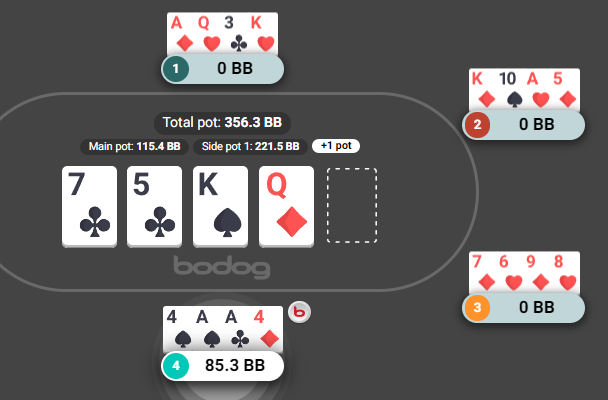 A Q 3 K
1 0 BB
K 10 A 5
2 0 BB
Total pot: 356.3 BB
Main pot: 115.4 BB Side pot 1: 221.5 BB +1 pot
7 5 K Q
bodog
7 6 9 8
3 0 BB
4 A A 4
b
4 85.3 BB